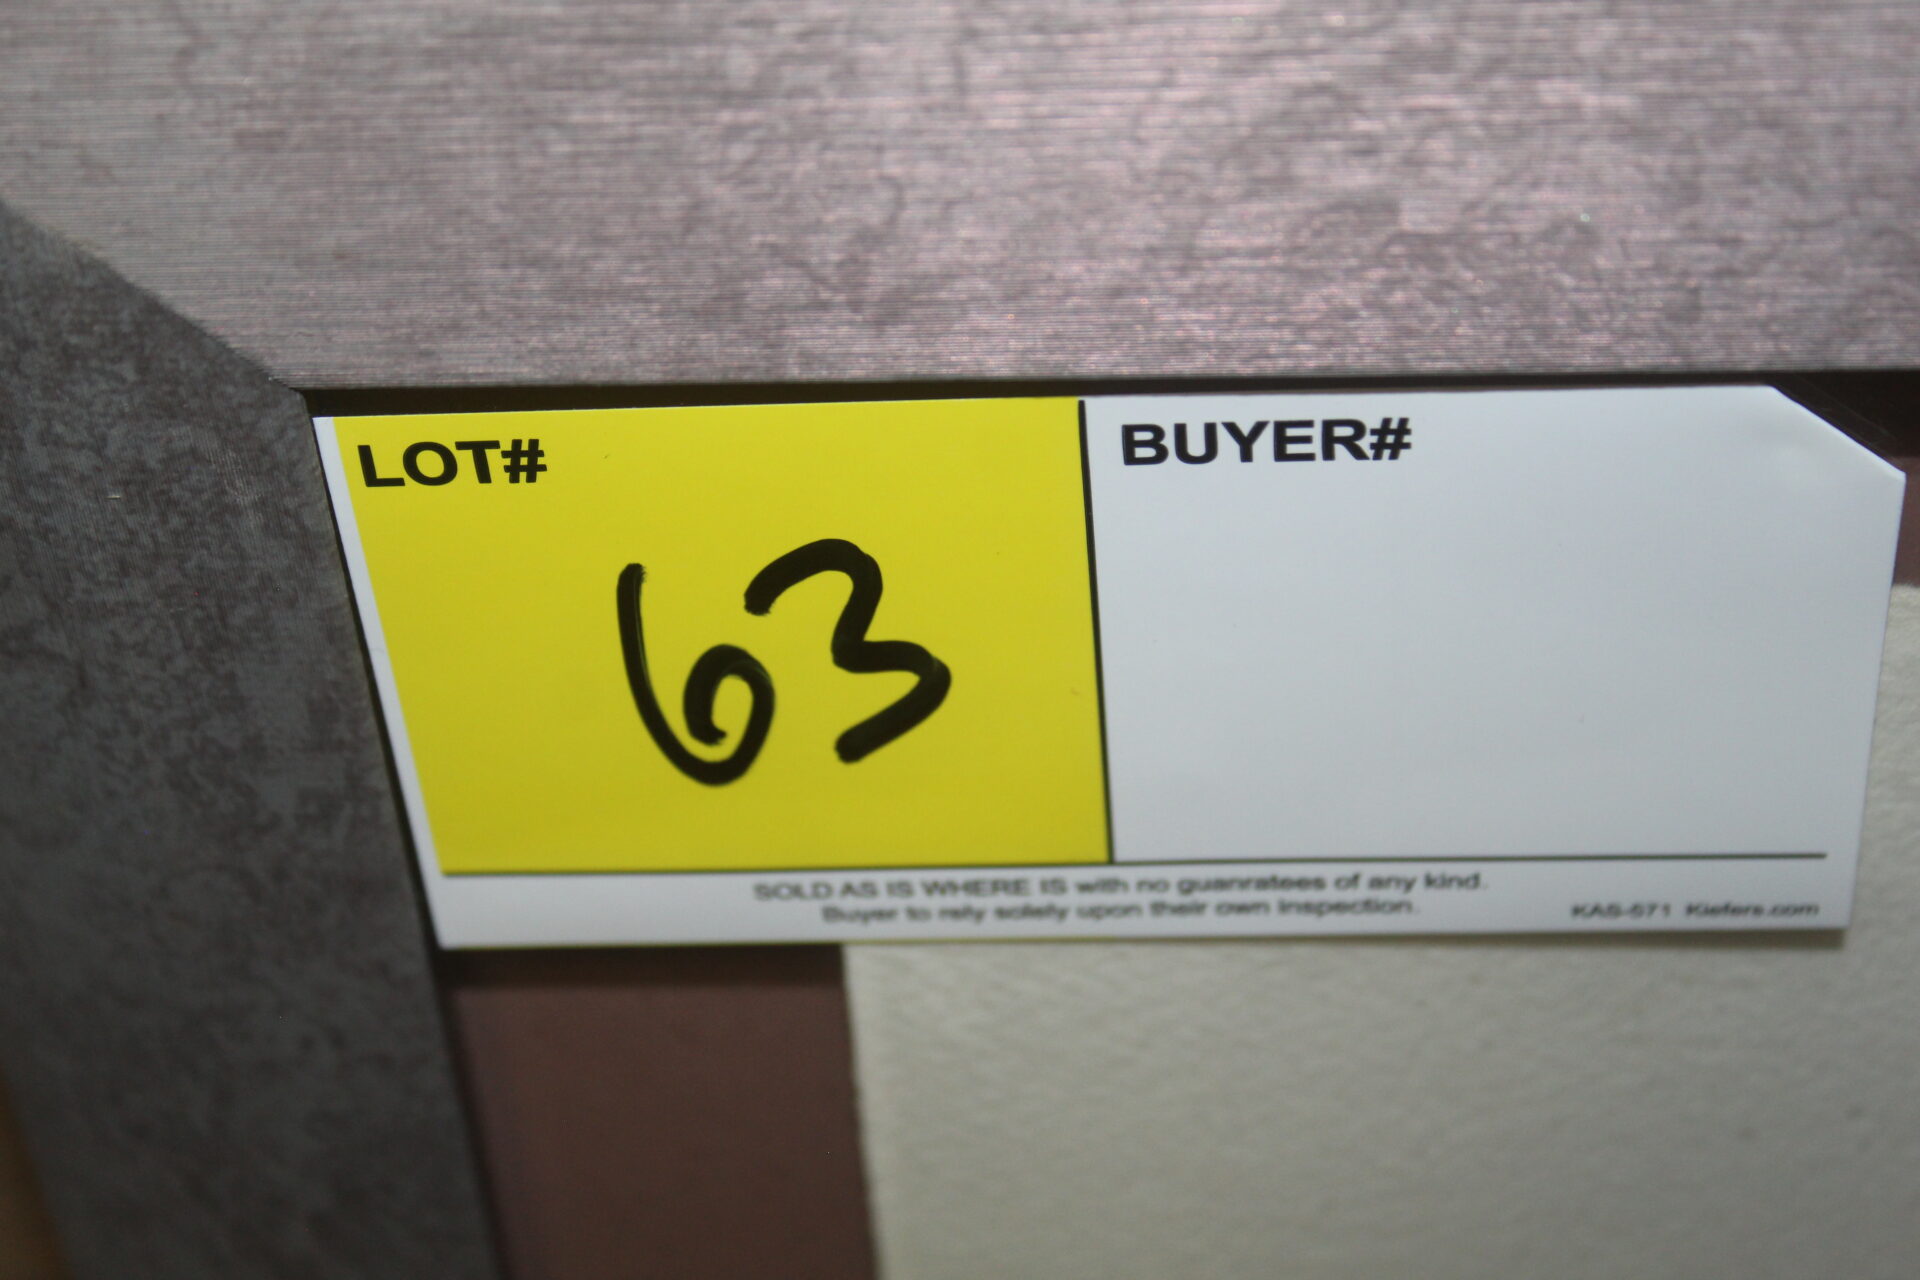 LOT#
BUYER#
63
SOLD AS IS WHERE IS with no guanratees of any kind.
Buyer to rely solely upon their own inspection.
KAS-571 Kiefers.com